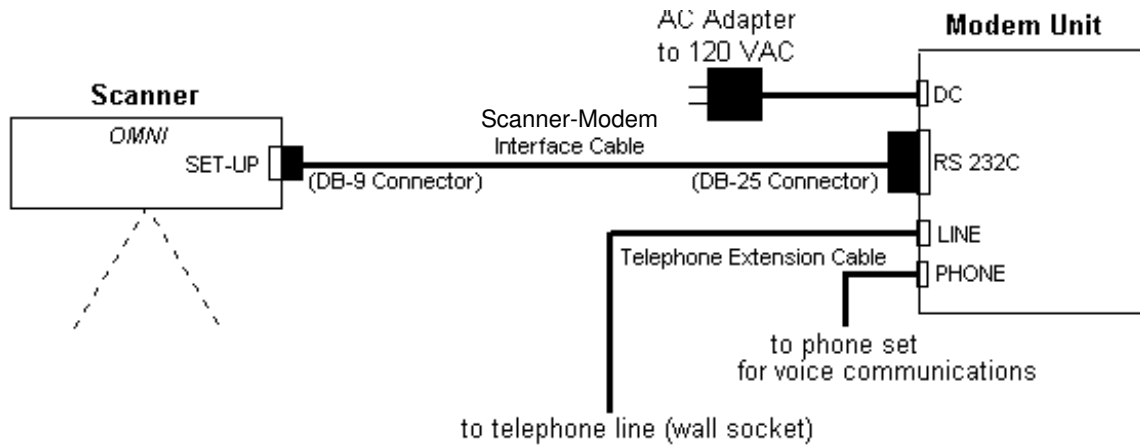 AC Adapter
to 120 VAC
Modem Unit
Scanner
OMNI
SET-UP
Scanner-Modem
Interface Cable
(DB-9 Connector)
(DB-25 Connector)
DC
RS 232C
LINE
Telephone Extension Cable
PHONE
to phone set
for voice communications
to telephone line (wall socket)